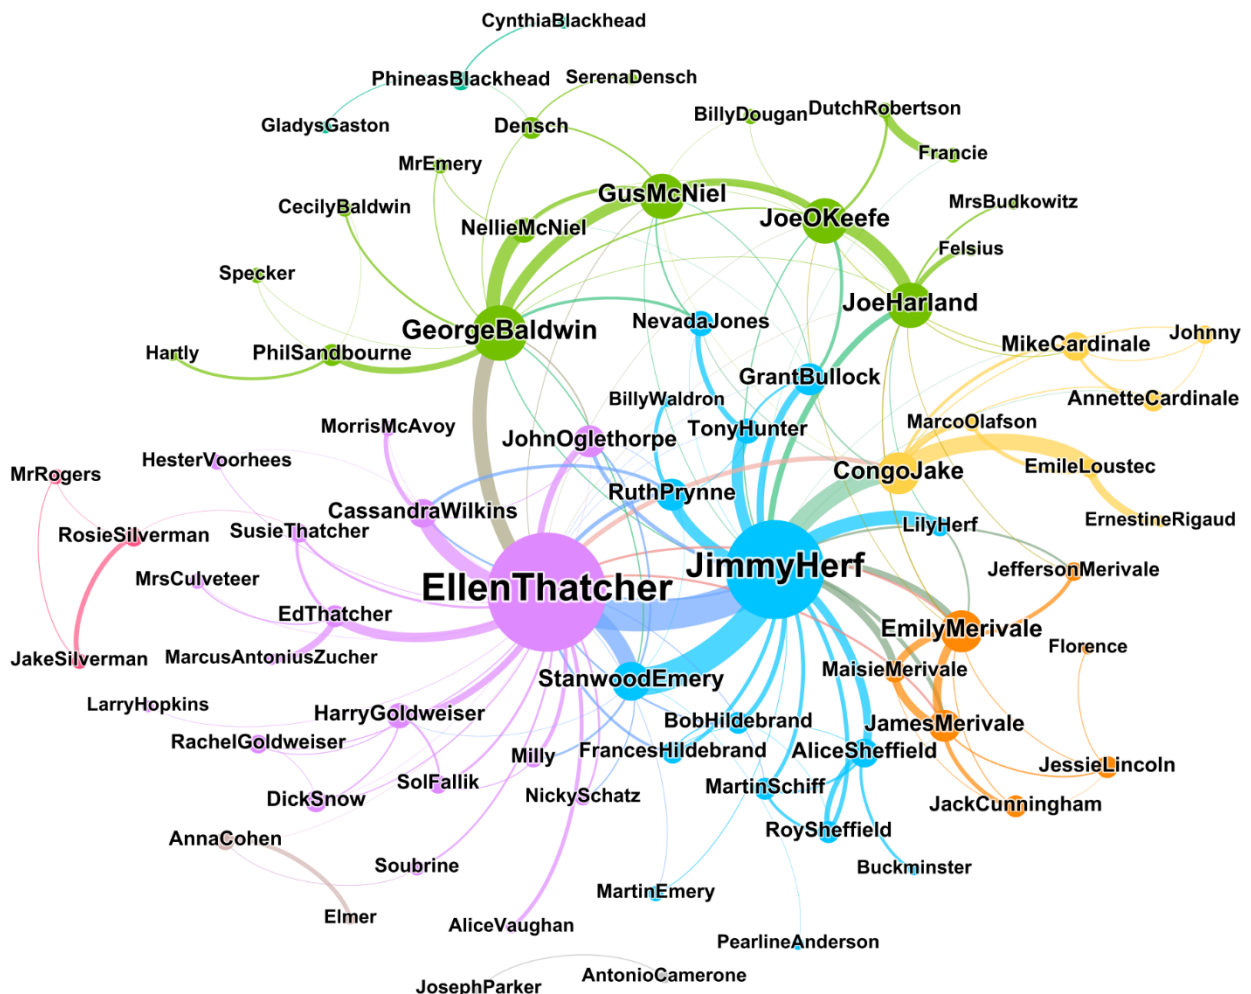 CynthiaBlackhead
PhineasBlackhead
SerenaDensch
GladysGaston
Densch
BillyDougan
DutchRobertson
MrEmery
Francie
GusMcNiel
CecilyBaldwin
NellieMcNiel
JoeOKeefe
MrsBudkowitz
Felsius
Specker
JoeHarland
GeorgeBaldwin
NevadaJones
Hartly
PhilSandbourne
MikeCardinale
Johnny
GrantBullock
BillyWaldron
AnnetteCardinale
MorrisMcAvoy
JohnOglethorpe
TonyHunter
MarcoOlafson
HesterVoorhees
MrRogers
CongoJake
EmileLoustec
RuthPrynne
CassandraWilkins
ErnestineRigaud
RosieSilverman
SusieThatcher
LilyHerf
JimmyHerf
EllenThatcher
MrsCulveteer
JeffersonMerivale
EdThatcher
EmilyMerivale
Florence
JakeSilverman
MarcusAntoniusZucher
MaisieMerivale
StanwoodEmery
LarryHopkins
HarryGoldweiser
BobHildebrand
JamesMerivale
RachelGoldweiser
Milly
FrancesHildebrand
AliceSheffield
JessieLincoln
SolFallik
MartinSchiff
DickSnow
NickySchatz
JackCunningham
RoySheffield
AnnaCohen
Soubrine
Buckminster
MartinEmery
Elmer
AliceVaughan
PearlineAnderson
AntonioCamerone
JosephParker